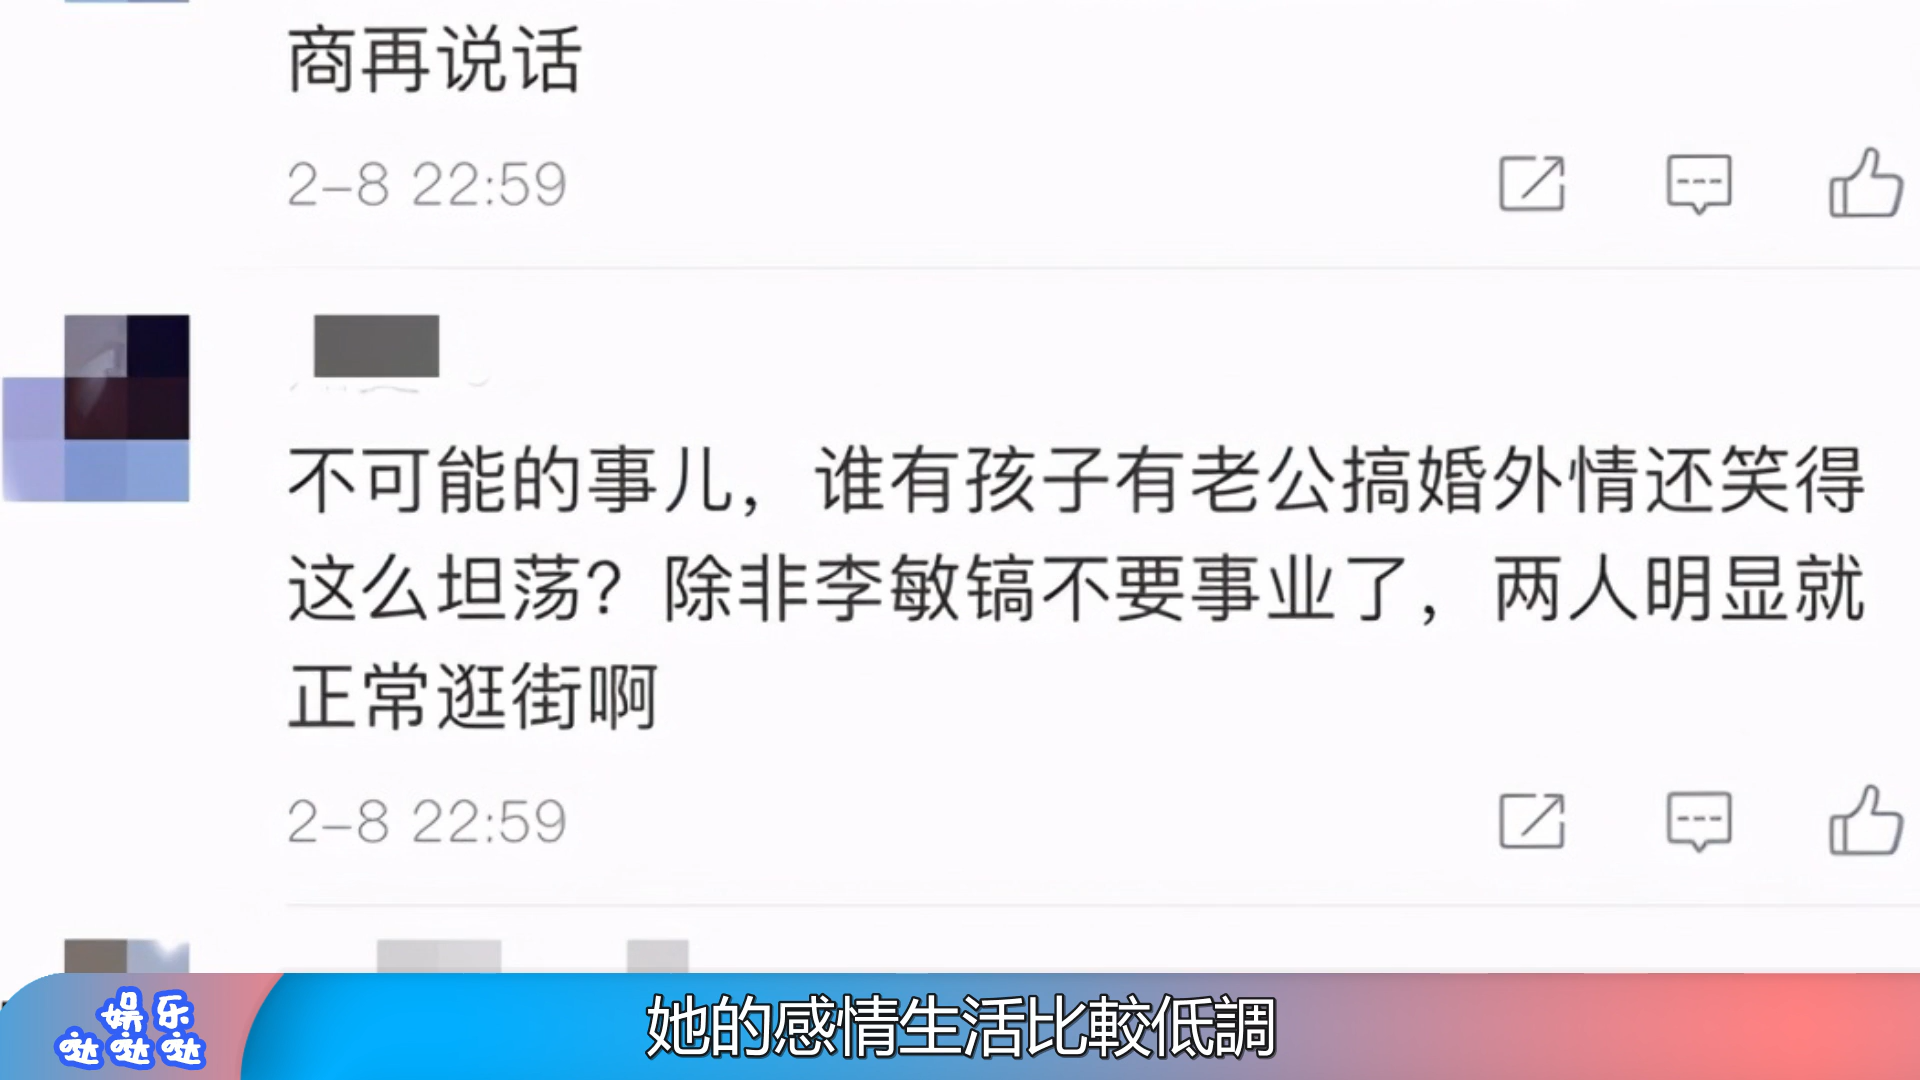 商再说话
2-8 22:59
不可能的事儿，谁有孩子有老公搞婚外情还笑得
这么坦荡？除非李敏镐不要事业了，两人明显就
正常逛街啊
2-8 22:59
娱乐
哒哒哒
她的感情生活比較低調